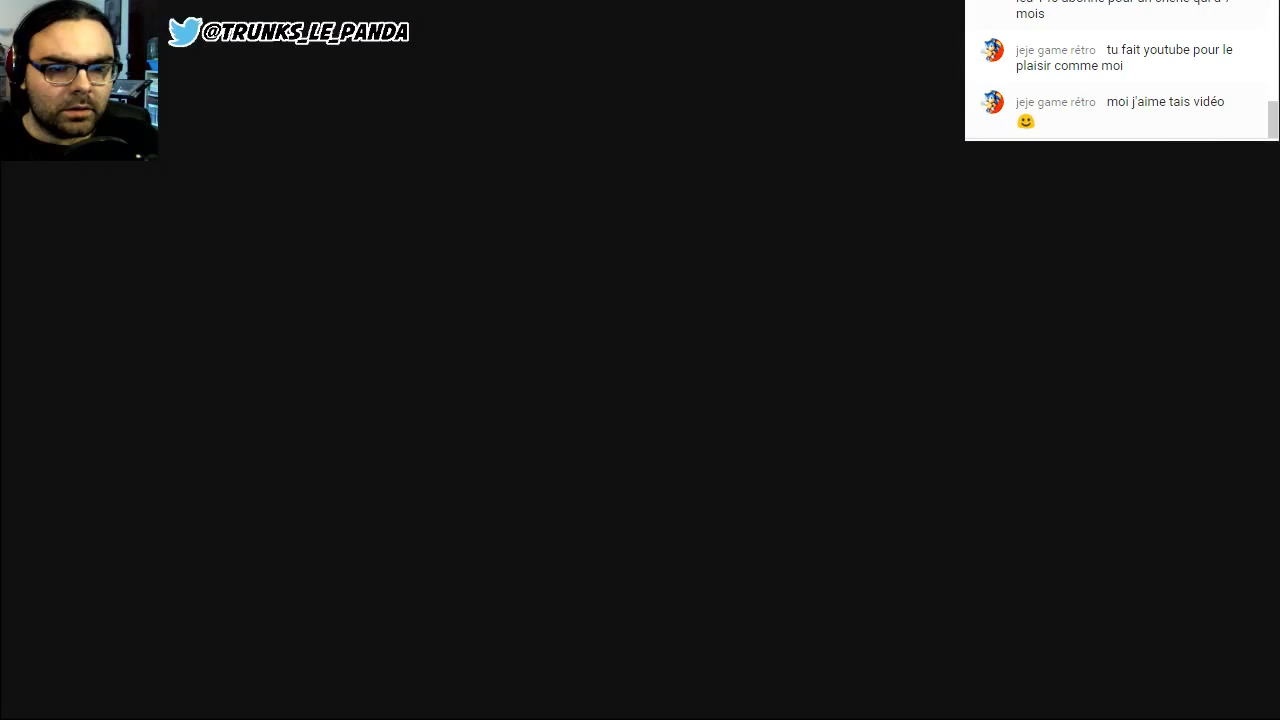 @TRUNKS_LE_PANDA
mois
jeje game rétro tu fait youtube pour le
plaisir comme moi
jeje game rétro moi j'aime tais vidéo